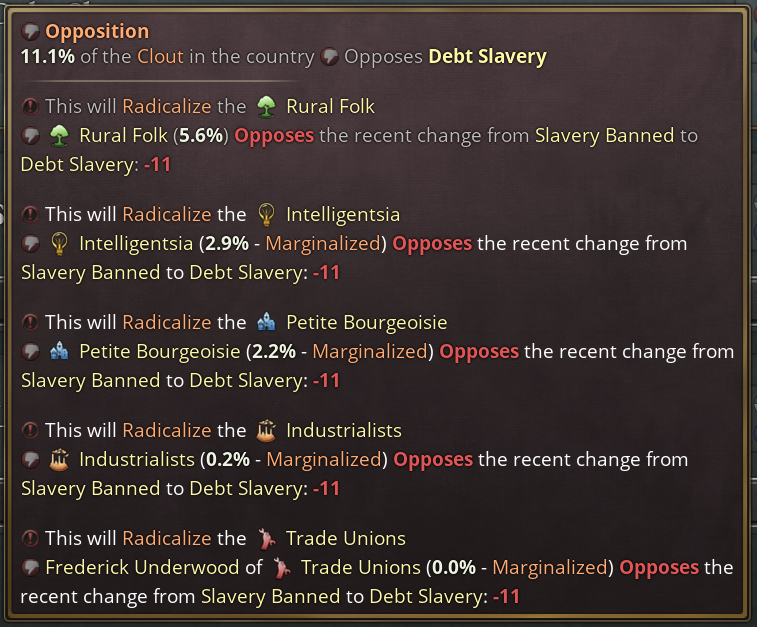 Opposition
11.1% of the Clout in the country Opposes Debt Slavery
This will Radicalize the Rural Folk
Rural Folk (5.6%) Opposes the recent change from Slavery Banned to
Debt Slavery: -11
This will Radicalize the Intelligentsia
Intelligentsia (2.9% - Marginalized) Opposes the recent change from
Slavery Banned to Debt Slavery: -11
This will Radicalize the Petite Bourgeoisie
Petite Bourgeoisie (2.2% - Marginalized) Opposes the recent change from
Slavery Banned to Debt Slavery: -11
This will Radicalize the Industrialists
Industrialists (0.2% - Marginalized) Opposes the recent change from
Slavery Banned to Debt Slavery: -11
This will Radicalize the Trade Unions
Frederick Underwood of Trade Unions (0.0% - Marginalized) Opposes the
recent change from Slavery Banned to Debt Slavery: -11